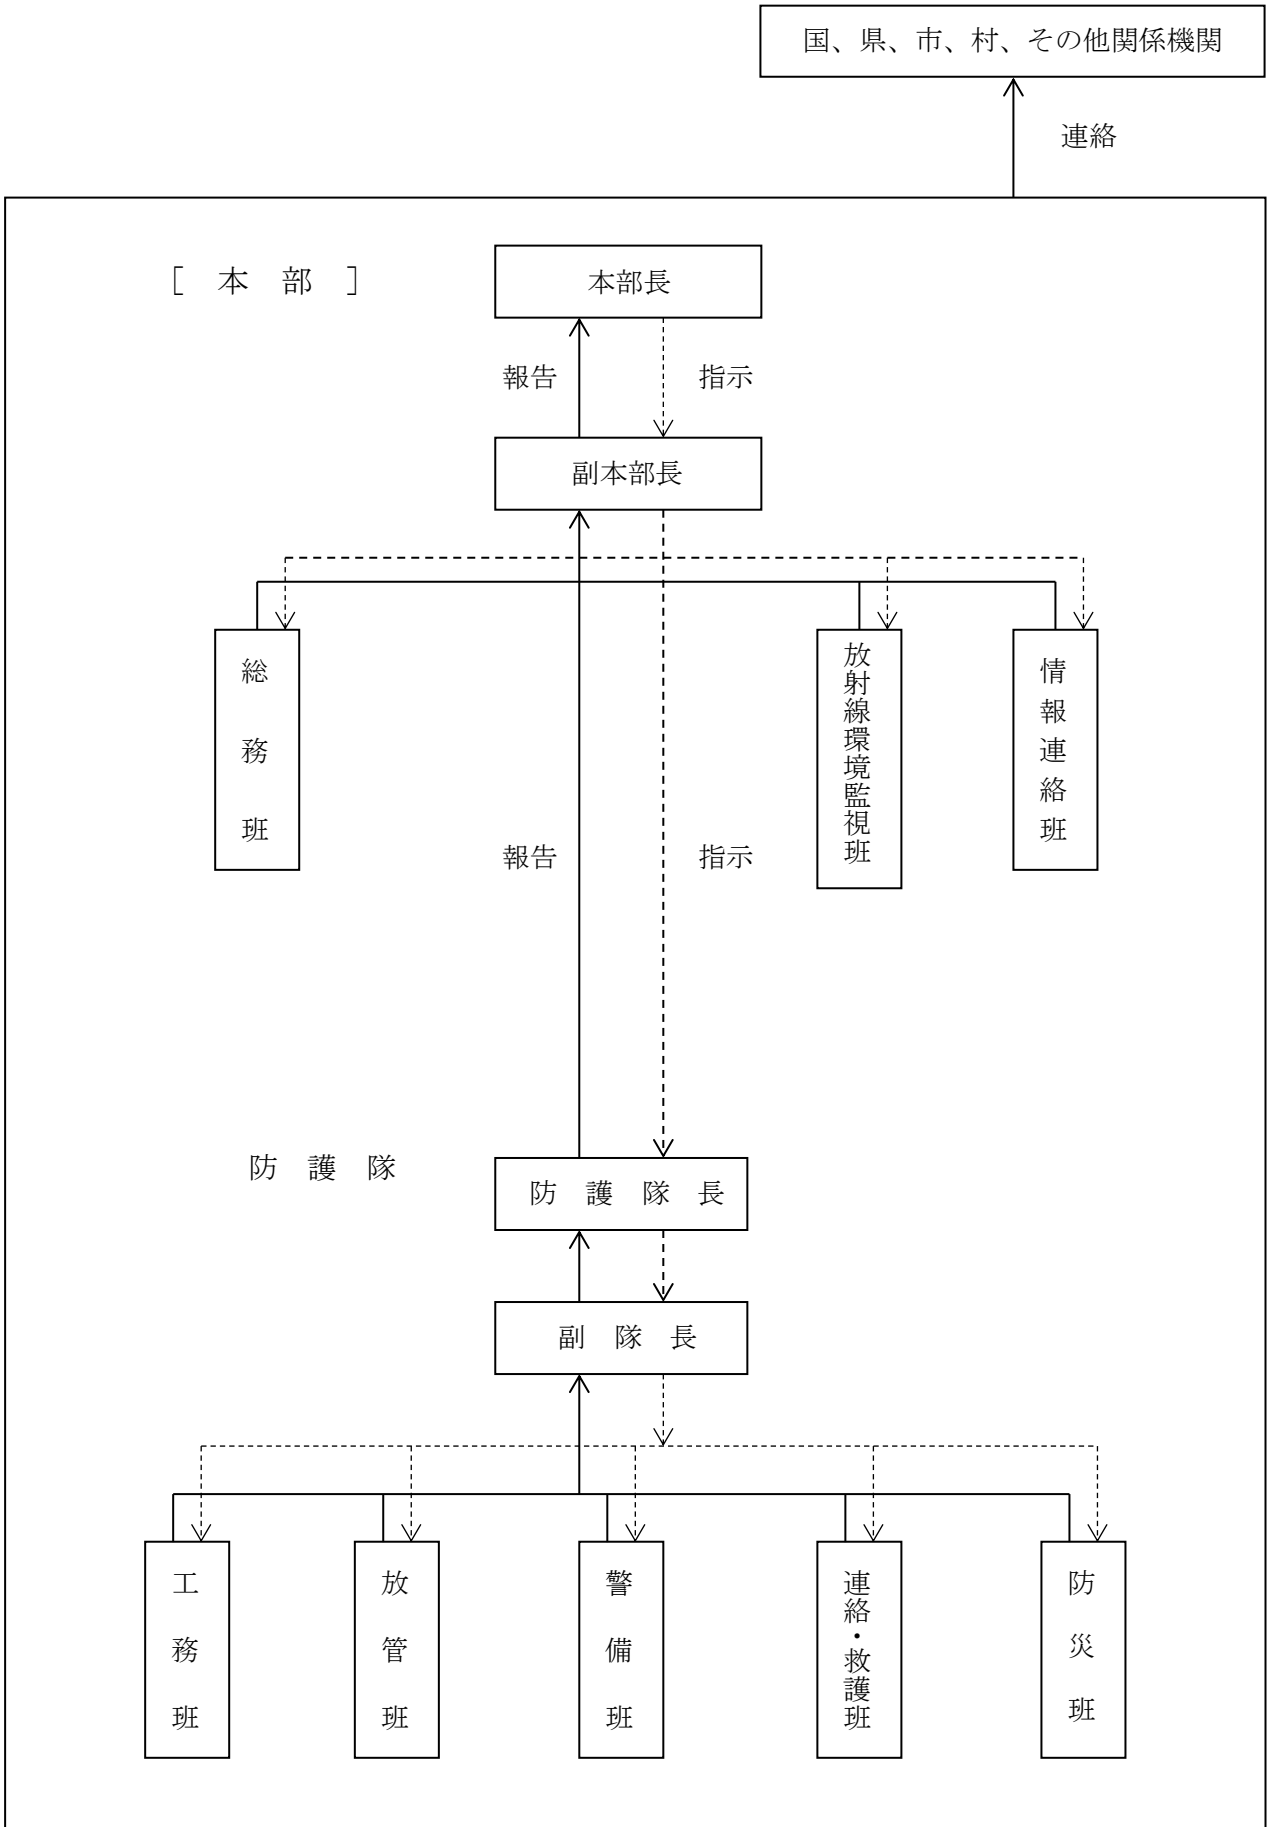 国、県、市、村、その他関係機関
連絡
［　本　部　］
本部長
報告
指示
副本部長
総務班
放射線環境監視班
情報連絡班
報告
指示
防　護　隊
防　護　隊　長
副　隊　長
工務班
放管班
警備班
連絡・救護班
防災班